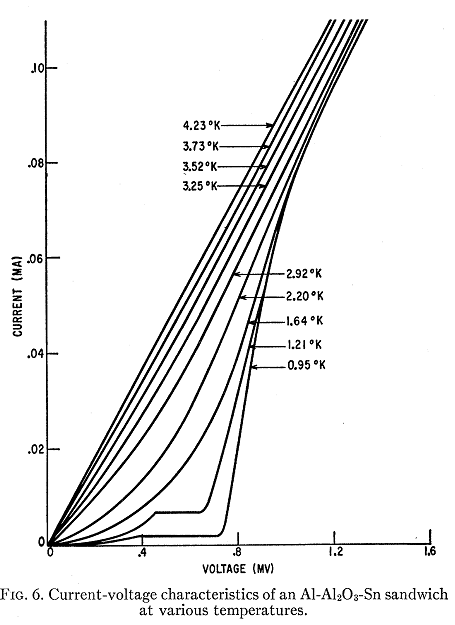 .10
4.23°K
3.73°K
3.52°K
3.25°K
.08
.06
2.92°K
2.20°K
1.64°K
1.21°K
0.95°K
.04
.02
0
CURRENT (MA)
0 .4 .8 1.2 1.6
VOLTAGE (MV)
FIG. 6. Current-voltage characteristics of an Al-Al₂O₃-Sn sandwich
at various temperatures.